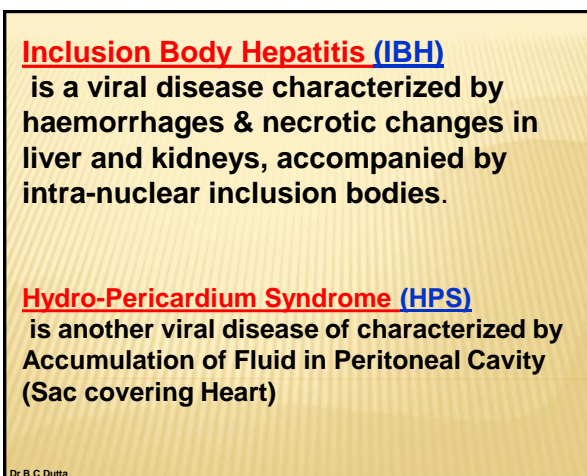 Inclusion Body Hepatitis (IBH)
is a viral disease characterized by
haemorrhages & necrotic changes in
liver and kidneys, accompanied by
intra-nuclear inclusion bodies.
Hydro-Pericardium Syndrome (HPS)
is another viral disease of characterized by
Accumulation of Fluid in Peritoneal Cavity
(Sac covering Heart)
Dr B C Dutta